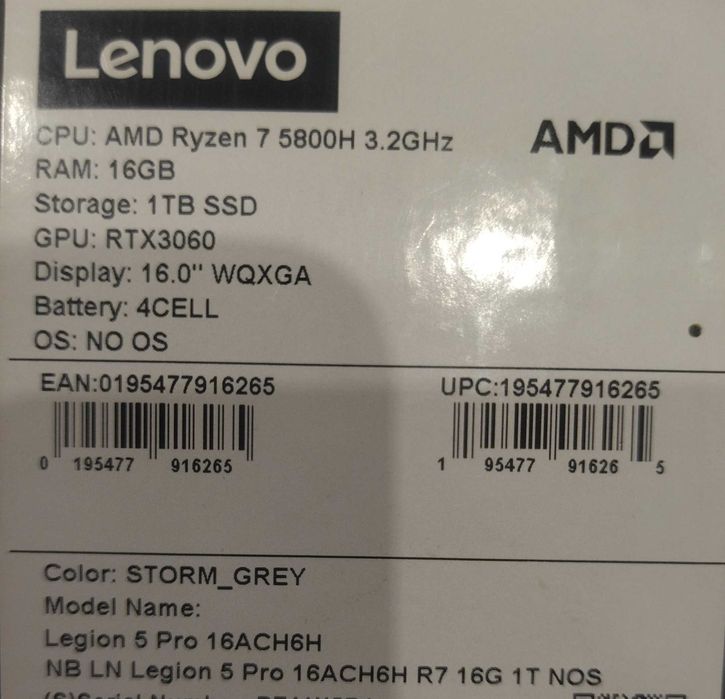 Lenovo
CPU: AMD Ryzen 7 5800H 3.2GHz
AMD
RAM: 16GB
Storage: 1TB SSD
GPU: RTX3060
Display: 16.0" WQXGA
Battery: 4CELL
OS: NO OS
EAN:0195477916265 UPC:195477916265
0 195477 916265 1 95477 91626 5
Color: STORM_GREY
Model Name:
Legion 5 Pro 16ACH6H
NB LN Legion 5 Pro 16ACH6H R7 16G 1T NOS
(S)Serial Number: